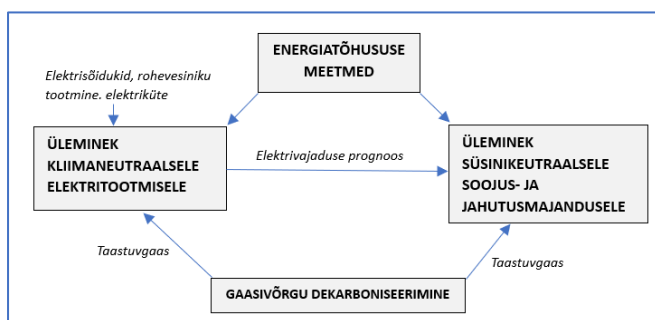 ENERGIATÕHUSUSE
MEETMED
Elektrisõidukid, rohevesiniku
tootmine. elektriküte
ÜLEMINEK
KLIIMANEUTRAALSELE
ELEKTRITOOTMISELE
Elektrivajaduse prognoos
ÜLEMINEK
SÜSINIKEUTRAALSELE
SOOJUS- JA
JAHUTUSMAJANDUSELE
Taastuvgaas
Taastuvgaas
GAASIVÕRGU DEKARBONISEERIMINE